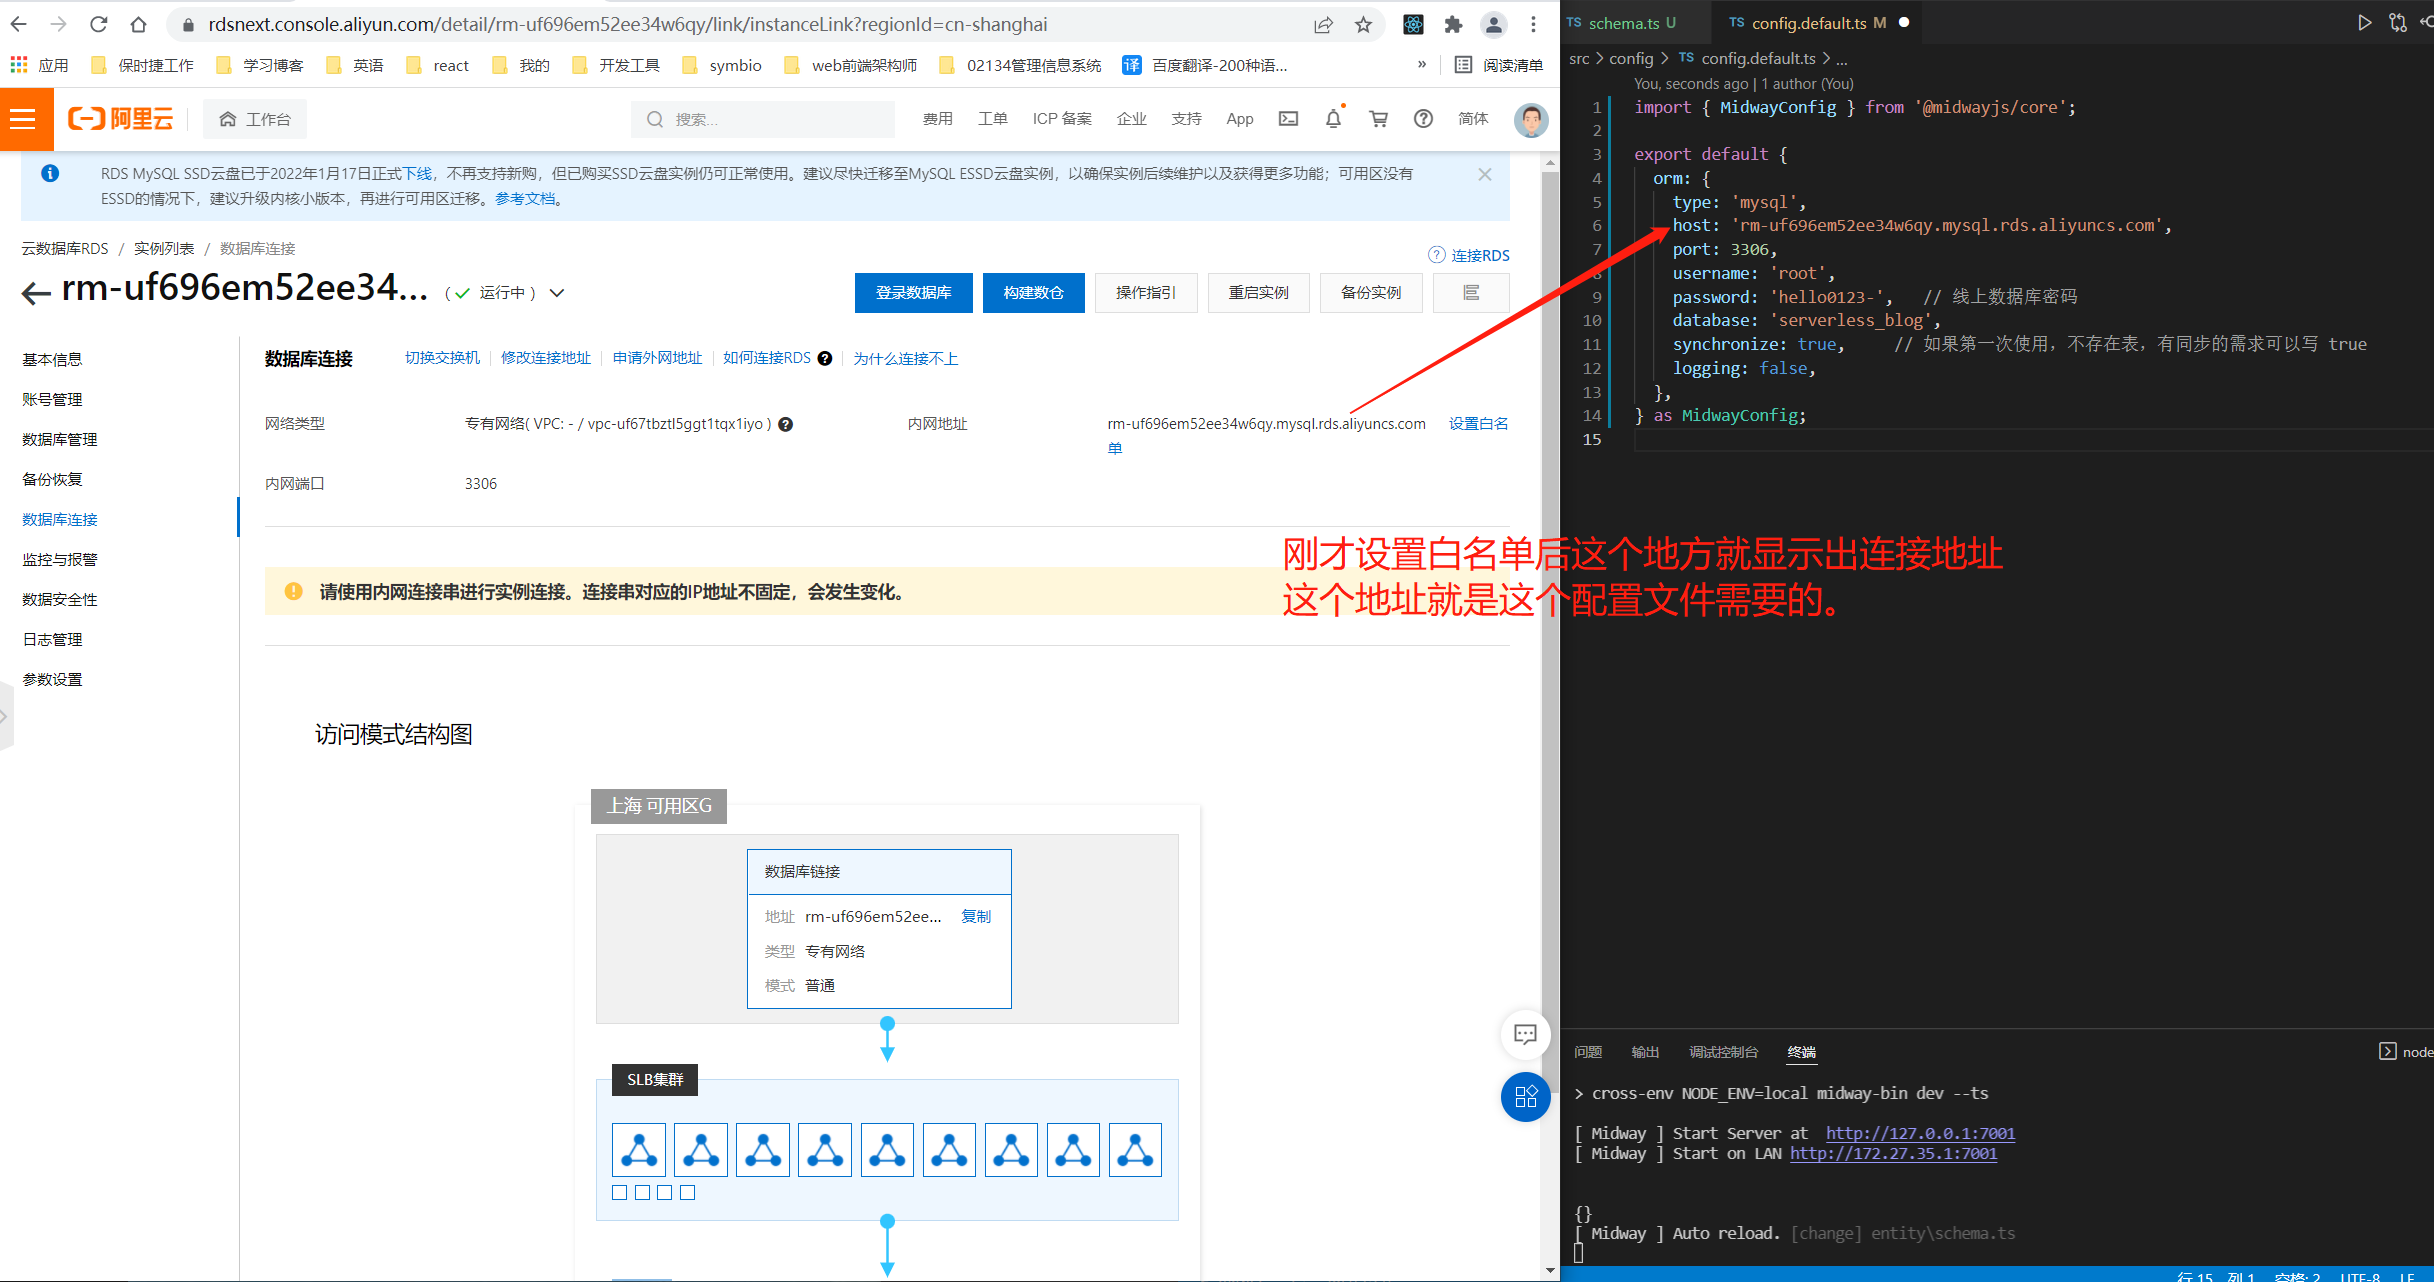 rdsnext.console.aliyun.com/detail/rm-uf696em52ee34w6qy/link/instanceLink?regionId=cn-shanghai
应用 保时捷工作 学习博客 英语 react 我的 开发工具 symbio web前端架构师 02134管理信息系统 译 百度翻译-200种语... » 阅读清单
阿里云 工作台 搜索... 费用 工单 ICP 备案 企业 支持 App 简体
RDS MySQL SSD云盘已于2022年1月17日正式下线，不再支持新购，但已购买SSD云盘实例仍可正常使用。建议尽快迁移至MySQL ESSD云盘实例，以确保实例后续维护以及获得更多功能；可用区没有
ESSD的情况下，建议升级内核小版本，再进行可用区迁移。参考文档。
云数据库RDS / 实例列表 / 数据库连接
连接RDS
rm-uf696em52ee34... ( 运行中 )
登录数据库 构建数仓 操作指引 重启实例 备份实例
基本信息
账号管理
数据库管理
备份恢复
数据库连接
监控与报警
数据安全性
日志管理
参数设置
数据库连接 切换交换机 修改连接地址 申请外网地址 如何连接RDS 为什么连接不上
网络类型 专有网络( VPC: - / vpc-uf67tbztl5ggt1tqx1iyo ) 内网地址 rm-uf696em52ee34w6qy.mysql.rds.aliyuncs.com 设置白名
单
内网端口 3306
请使用内网连接串进行实例连接。连接串对应的IP地址不固定，会发生变化。
刚才设置白名单后这个地方就显示出连接地址
这个地址就是这个配置文件需要的。
访问模式结构图
上海 可用区G
数据库链接
地址 rm-uf696em52ee... 复制
类型 专有网络
模式 普通
SLB集群
TS schema.ts U TS config.default.ts M
src > config > TS config.default.ts > ...
You, seconds ago | 1 author (You)
1 import { MidwayConfig } from '@midwayjs/core';
2
3 export default {
4 orm: {
5 type: 'mysql',
6 host: 'rm-uf696em52ee34w6qy.mysql.rds.aliyuncs.com',
7 port: 3306,
8 username: 'root',
9 password: 'hello0123-', // 线上数据库密码
10 database: 'serverless_blog',
11 synchronize: true, // 如果第一次使用，不存在表，有同步的需求可以写 true
12 logging: false,
13 },
14 } as MidwayConfig;
15
问题 输出 调试控制台 终端 node
> cross-env NODE_ENV=local midway-bin dev --ts
[ Midway ] Start Server at http://127.0.0.1:7001
[ Midway ] Start on LAN http://172.27.35.1:7001
{}
[ Midway ] Auto reload. [change] entity\schema.ts
行 15，列 1 空格: 2 UTF-8 LF